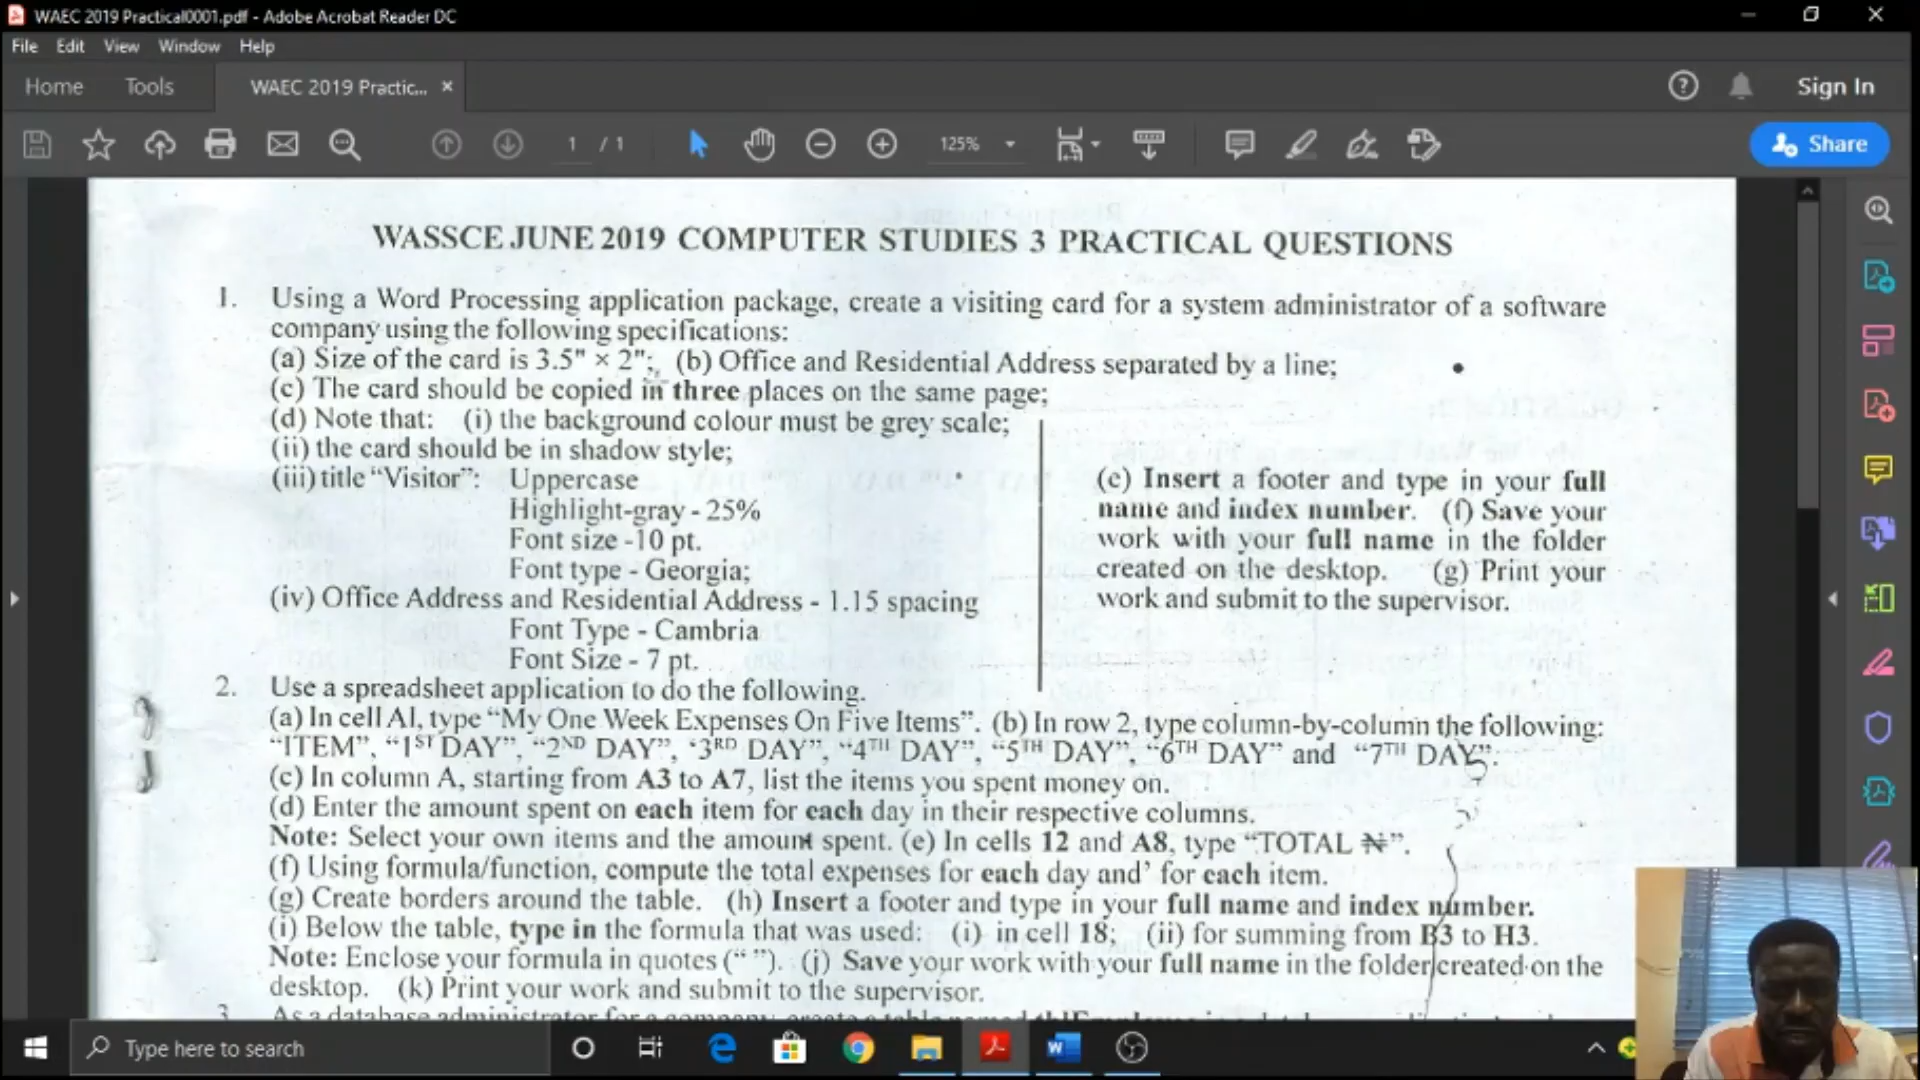 WAEC 2019 Practical0001.pdf - Adobe Acrobat Reader DC
File Edit View Window Help
Home Tools WAEC 2019 Practic... × Sign In
1 / 1 125% Share
WASSCE JUNE 2019 COMPUTER STUDIES 3 PRACTICAL QUESTIONS
1. Using a Word Processing application package, create a visiting card for a system administrator of a software
company using the following specifications:
(a) Size of the card is 3.5" × 2"; (b) Office and Residential Address separated by a line;
(c) The card should be copied in three places on the same page;
(d) Note that: (i) the background colour must be grey scale;
(ii) the card should be in shadow style;
(iii) title “Visitor”: Uppercase
Highlight-gray - 25%
Font size -10 pt.
Font type - Georgia;
(iv) Office Address and Residential Address - 1.15 spacing
Font Type - Cambria
Font Size - 7 pt.
(e) Insert a footer and type in your full
name and index number. (f) Save your
work with your full name in the folder
created on the desktop. (g) Print your
work and submit to the supervisor.
2. Use a spreadsheet application to do the following.
(a) In cell AI, type “My One Week Expenses On Five Items”. (b) In row 2, type column-by-column the following:
“ITEM”, “1ST DAY”, “2ND DAY”, ‘3RD DAY”, “4TH DAY”, “5TH DAY”, “6TH DAY” and “7TH DAY”.
(c) In column A, starting from A3 to A7, list the items you spent money on.
(d) Enter the amount spent on each item for each day in their respective columns.
Note: Select your own items and the amount spent. (e) In cells 12 and A8, type “TOTAL ₦”.
(f) Using formula/function, compute the total expenses for each day and’ for each item.
(g) Create borders around the table. (h) Insert a footer and type in your full name and index number.
(i) Below the table, type in the formula that was used: (i) in cell 18; (ii) for summing from B3 to H3.
Note: Enclose your formula in quotes (“ ”). (j) Save your work with your full name in the folder created on the
desktop. (k) Print your work and submit to the supervisor.
3. As a database administrator for a company, create a table named tblEmployee
Type here to search